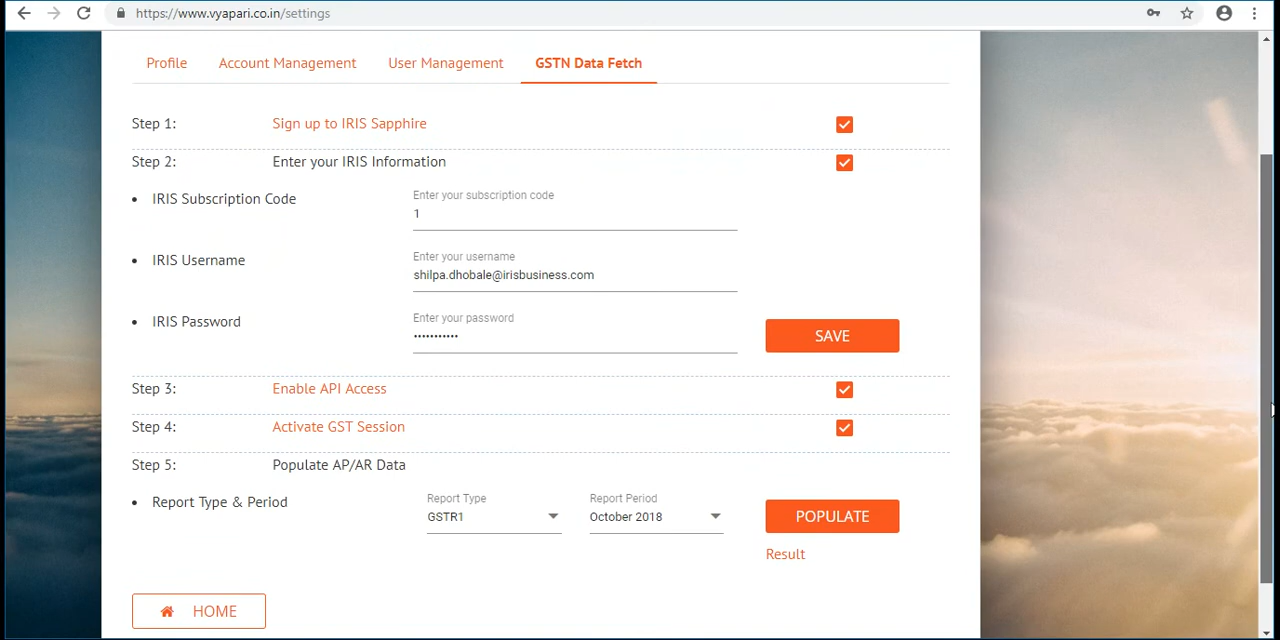 https://www.vyapari.co.in/settings
Profile Account Management User Management GSTN Data Fetch
Step 1: Sign up to IRIS Sapphire
Step 2: Enter your IRIS Information
• IRIS Subscription Code Enter your subscription code
1
• IRIS Username Enter your username
shilpa.dhobale@irisbusiness.com
• IRIS Password Enter your password
••••••••••• SAVE
Step 3: Enable API Access
Step 4: Activate GST Session
Step 5: Populate AP/AR Data
• Report Type & Period Report Type Report Period
GSTR1 October 2018 POPULATE
Result
HOME